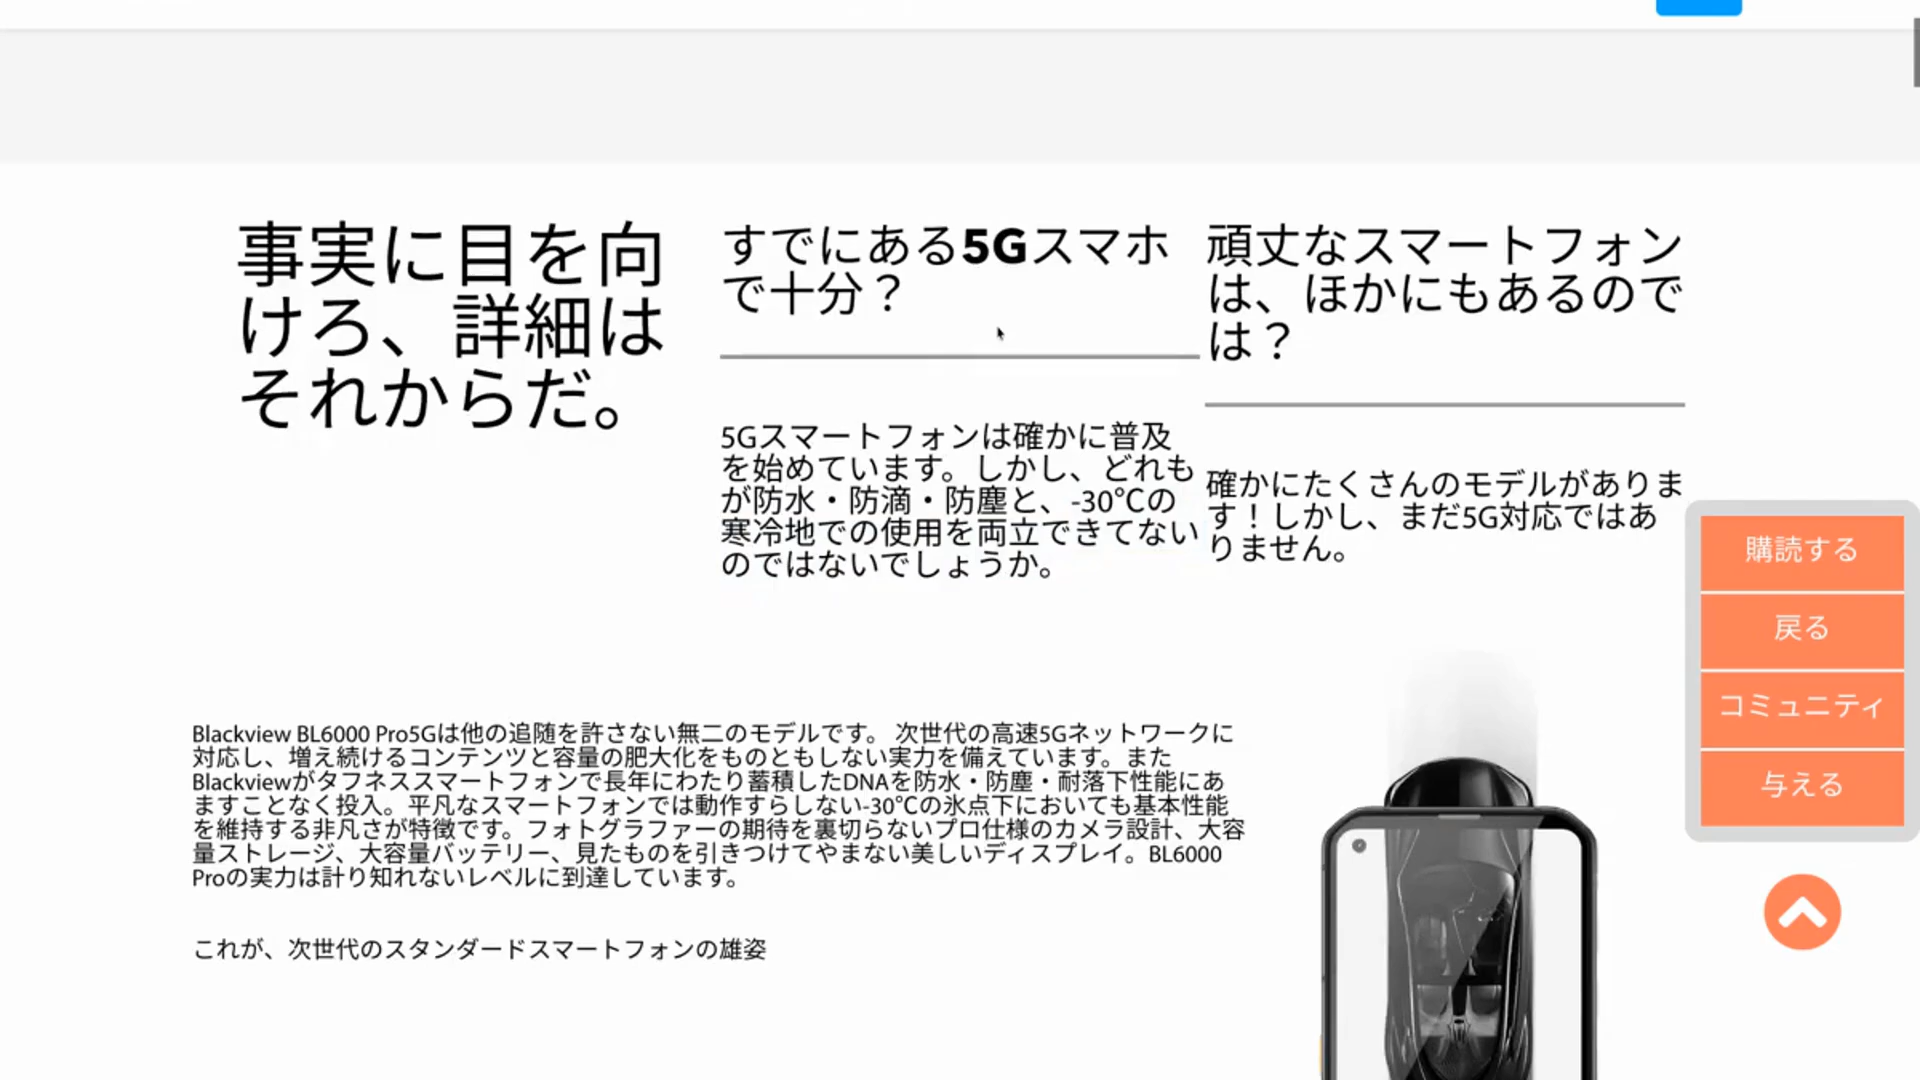 事実に目を向
けろ、詳細は
それからだ。
すでにある5Gスマホ
で十分？
5Gスマートフォンは確かに普及
を始めています。しかし、どれも
が防水・防滴・防塵と、-30℃の
寒冷地での使用を両立できてない
のではないでしょうか。
頑丈なスマートフォン
は、ほかにもあるので
は？
確かにたくさんのモデルがありま
す！しかし、まだ5G対応ではあ
りません。
購読する
戻る
コミュニティ
与える
Blackview BL6000 Pro5Gは他の追随を許さない無二のモデルです。 次世代の高速5Gネットワークに
対応し、増え続けるコンテンツと容量の肥大化をものともしない実力を備えています。また
Blackviewがタフネススマートフォンで長年にわたり蓄積したDNAを防水・防塵・耐落下性能にあ
ますことなく投入。平凡なスマートフォンでは動作すらしない-30℃の氷点下においても基本性能
を維持する非凡さが特徴です。フォトグラファーの期待を裏切らないプロ仕様のカメラ設計、大容
量ストレージ、大容量バッテリー、見たものを引きつけてやまない美しいディスプレイ。BL6000
Proの実力は計り知れないレベルに到達しています。
これが、次世代のスタンダードスマートフォンの雄姿